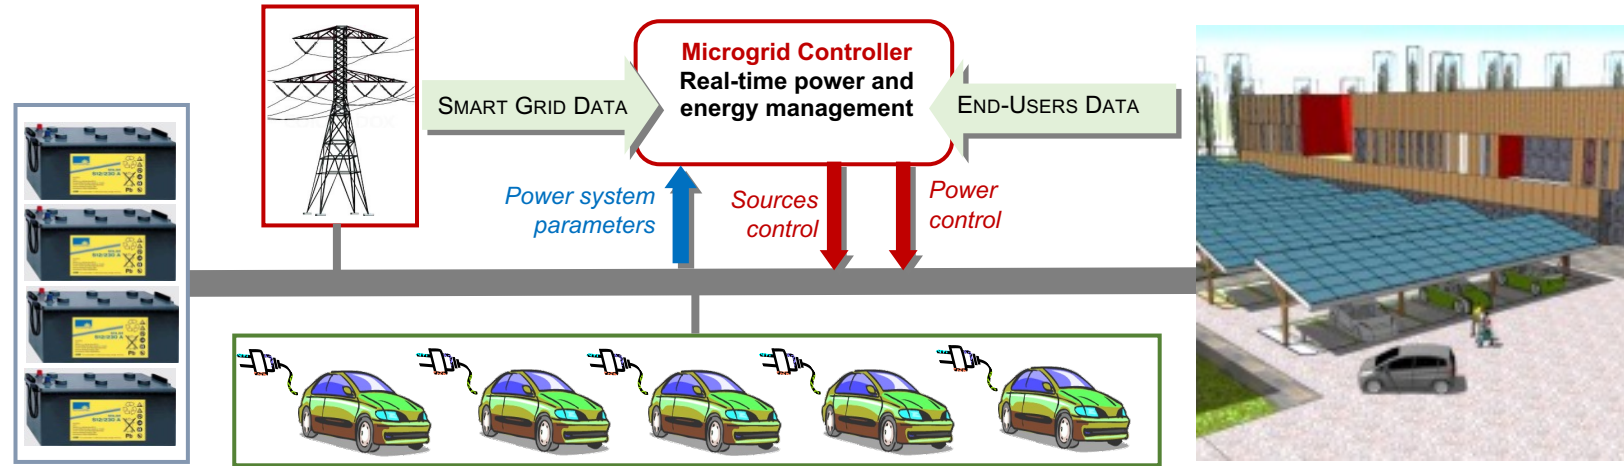 Microgrid Controller
Real-time power and
energy management
SMART GRID DATA
END-USERS DATA
Power system
parameters
Sources
control
Power
control